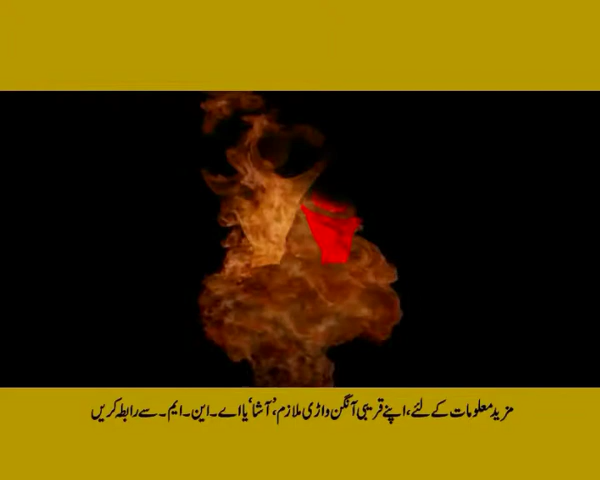 مزید معلومات کے لئے، اپنے قریبی آنگن واڑی ملازم، ’آشا‘ یا اے۔ این۔ ایم۔ سے رابطہ کریں